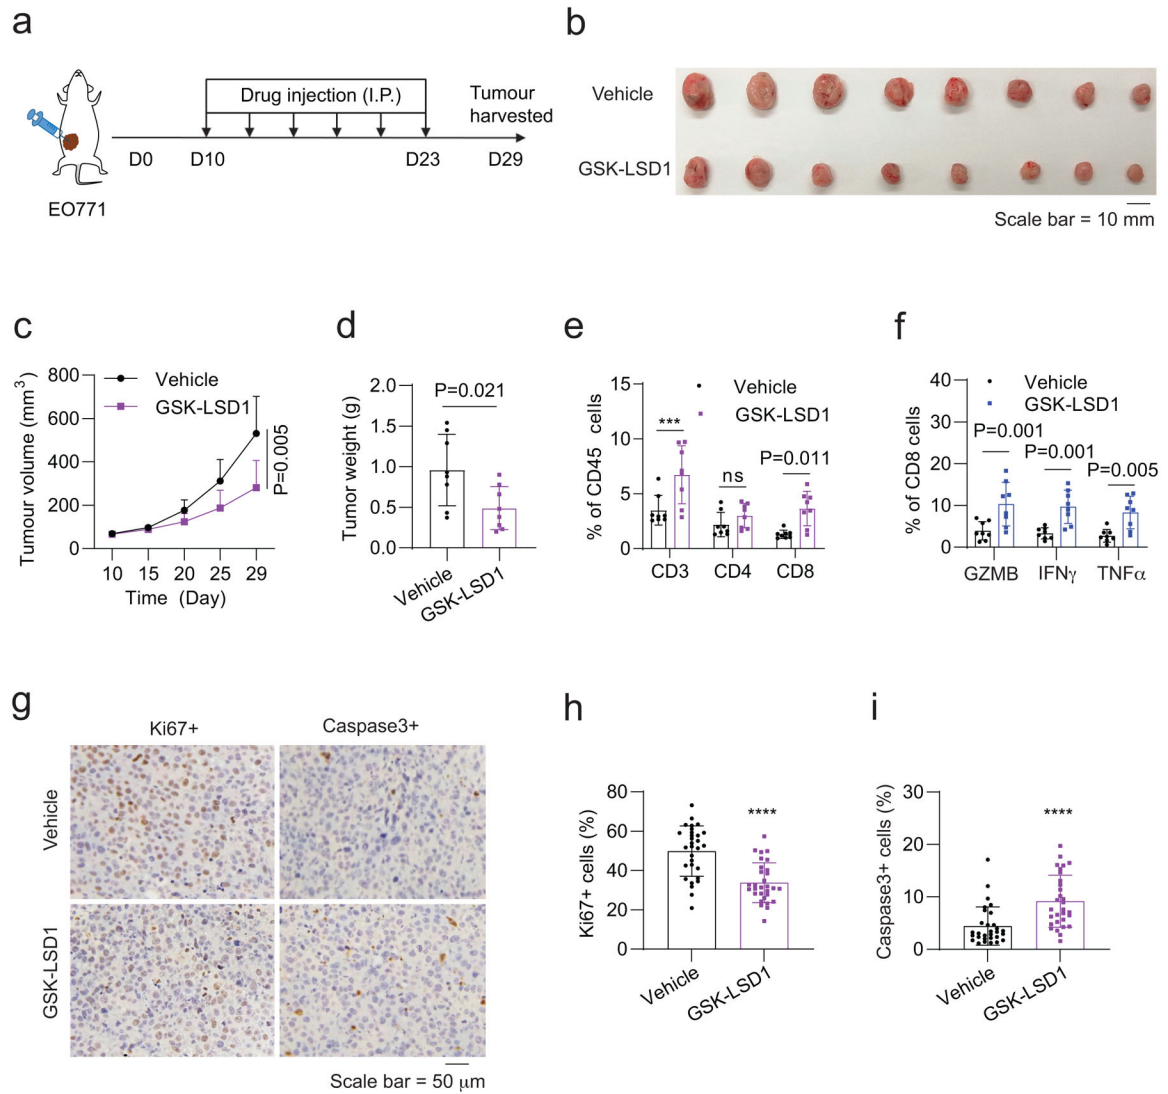 a
Drug injection (I.P.)
Tumour
harvested
D0
D10
D23
D29
EO771
b
Vehicle
GSK-LSD1
Scale bar = 10 mm
c
Tumour volume (mm³)
800
600
400
200
0
Vehicle
GSK-LSD1
P=0.005
10 15 20 25 29
Time (Day)
d
Tumor weight (g)
2.0
1.5
1.0
0.5
0.0
P=0.021
Vehicle
GSK-LSD1
e
% of CD45 cells
15
10
5
0
Vehicle
GSK-LSD1
***
ns
P=0.011
CD3 CD4 CD8
f
% of CD8 cells
40
30
20
10
0
Vehicle
GSK-LSD1
P=0.001
P=0.001
P=0.005
GZMB IFNγ TNFα
g
Ki67+ Caspase3+
Vehicle
GSK-LSD1
Scale bar = 50 μm
h
Ki67+ cells (%)
80
60
40
20
0
****
Vehicle
GSK-LSD1
i
Caspase3+ cells (%)
30
20
10
0
****
Vehicle
GSK-LSD1